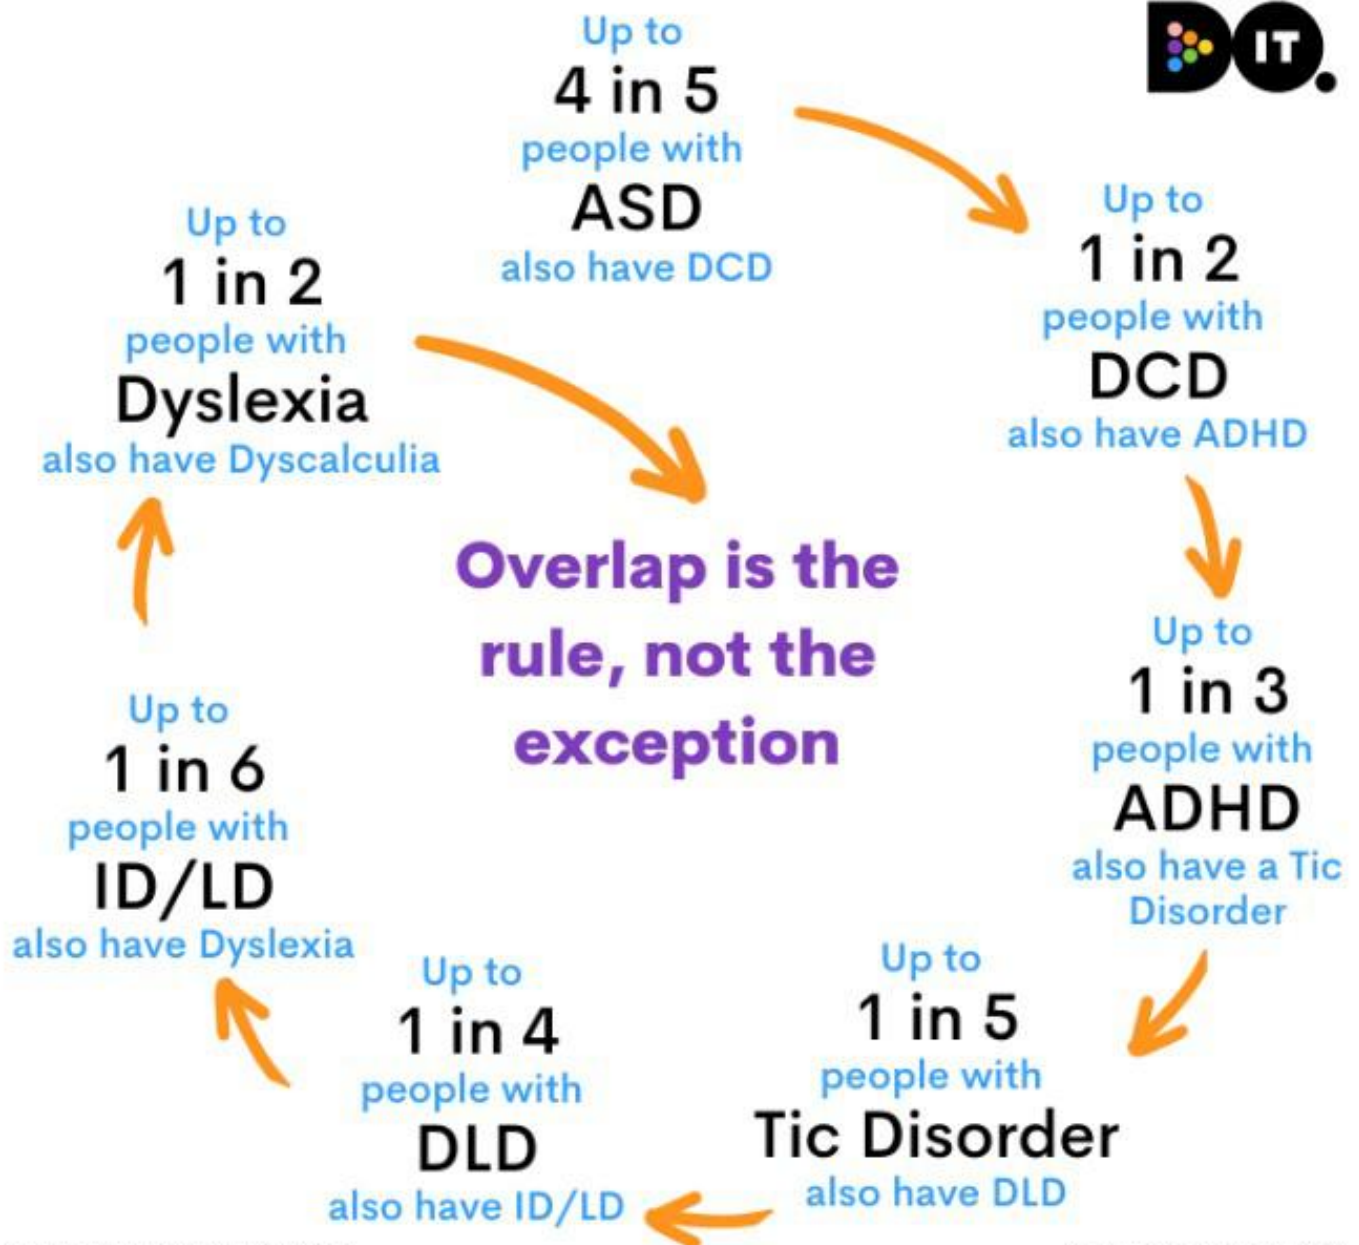 Up to
4 in 5
people with
ASD
also have DCD
DO IT.
Up to
1 in 2
people with
DCD
also have ADHD
Up to
1 in 3
people with
ADHD
also have a Tic
Disorder
Up to
1 in 5
people with
Tic Disorder
also have DLD
Up to
1 in 4
people with
DLD
also have ID/LD
Up to
1 in 6
people with
ID/LD
also have Dyslexia
Up to
1 in 2
people with
Dyslexia
also have Dyscalculia
Overlap is the
rule, not the
exception